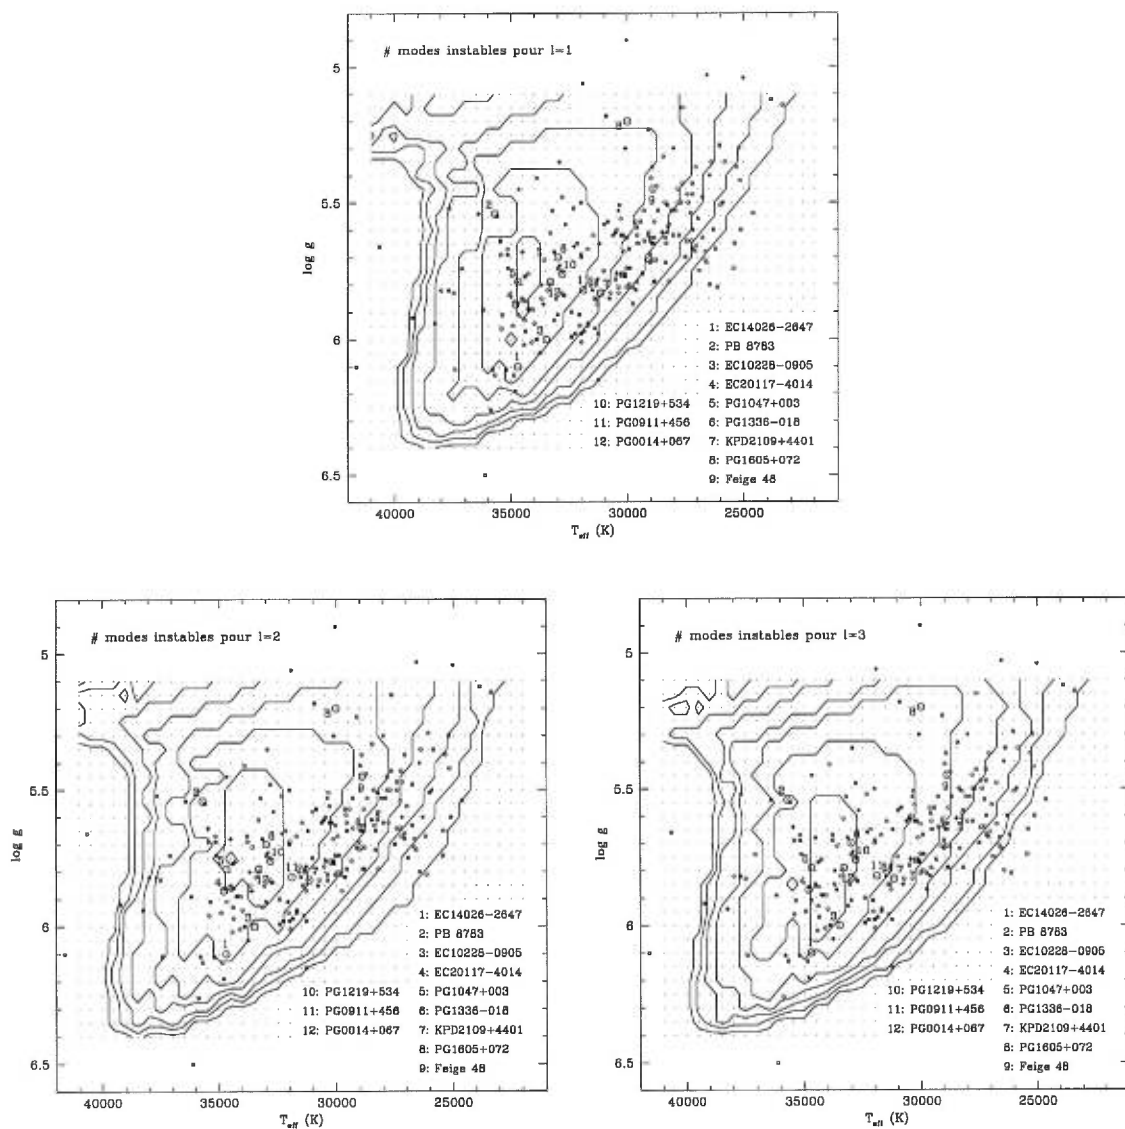 # modes instables pour l=1
5
5.5
6
6.5
log g
40000 35000 30000 25000
T_eff (K)
1: EC14026-2647
2: PB 8783
3: EC10228-0905
4: EC20117-4014
10: PG1219+534 5: PG1047+003
11: PG0911+456 6: PG1336-018
12: PG0014+067 7: KPD2109+4401
8: PG1605+072
9: Feige 48
# modes instables pour l=2
5
5.5
6
6.5
log g
40000 35000 30000 25000
T_eff (K)
1: EC14026-2647
2: PB 8783
3: EC10228-0905
4: EC20117-4014
10: PG1219+534 5: PG1047+003
11: PG0911+456 6: PG1336-018
12: PG0014+067 7: KPD2109+4401
8: PG1605+072
9: Feige 48
# modes instables pour l=3
5
5.5
6
6.5
log g
40000 35000 30000 25000
T_eff (K)
1: EC14026-2647
2: PB 8783
3: EC10228-0905
4: EC20117-4014
10: PG1219+534 5: PG1047+003
11: PG0911+456 6: PG1336-018
12: PG0014+067 7: KPD2109+4401
8: PG1605+072
9: Feige 48